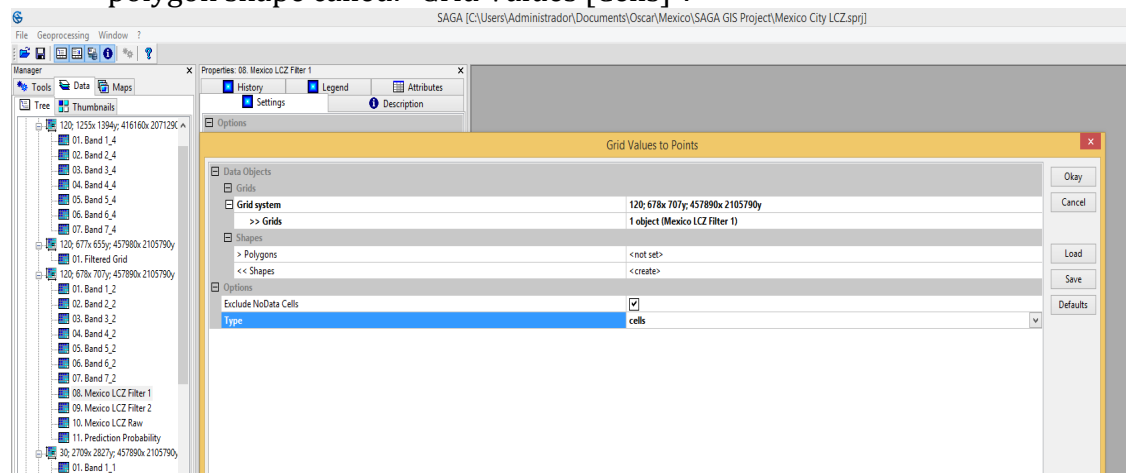 polygon shape called: "Grid Values [Cells]".
SAGA [C:\Users\Administrador\Documents\Oscar\Mexico\SAGA GIS Project\Mexico City LCZ.sprj]
File Geoprocessing Window ?
Manager
Tools Data Maps
Tree Thumbnails
120; 1255x 1394y; 416160x 207129(
01. Band 1_4
02. Band 2_4
03. Band 3_4
04. Band 4_4
05. Band 5_4
06. Band 6_4
07. Band 7_4
120; 677x 655y; 457980x 2105790y
01. Filtered Grid
120; 678x 707y; 457890x 2105790y
01. Band 1_2
02. Band 2_2
03. Band 3_2
04. Band 4_2
05. Band 5_2
06. Band 6_2
07. Band 7_2
08. Mexico LCZ Filter 1
09. Mexico LCZ Filter 2
10. Mexico LCZ Raw
11. Prediction Probability
30; 2709x 2827y; 457890x 2105790y
01. Band 1_1
Properties: 08. Mexico LCZ Filter 1
History Legend Attributes
Settings Description
Options
Grid Values to Points
Data Objects
Grids
Grid system 120; 678x 707y; 457890x 2105790y
>> Grids 1 object (Mexico LCZ Filter 1)
Shapes
> Polygons <not set>
<< Shapes <create>
Options
Exclude NoData Cells
Type cells
Okay
Cancel
Load
Save
Defaults